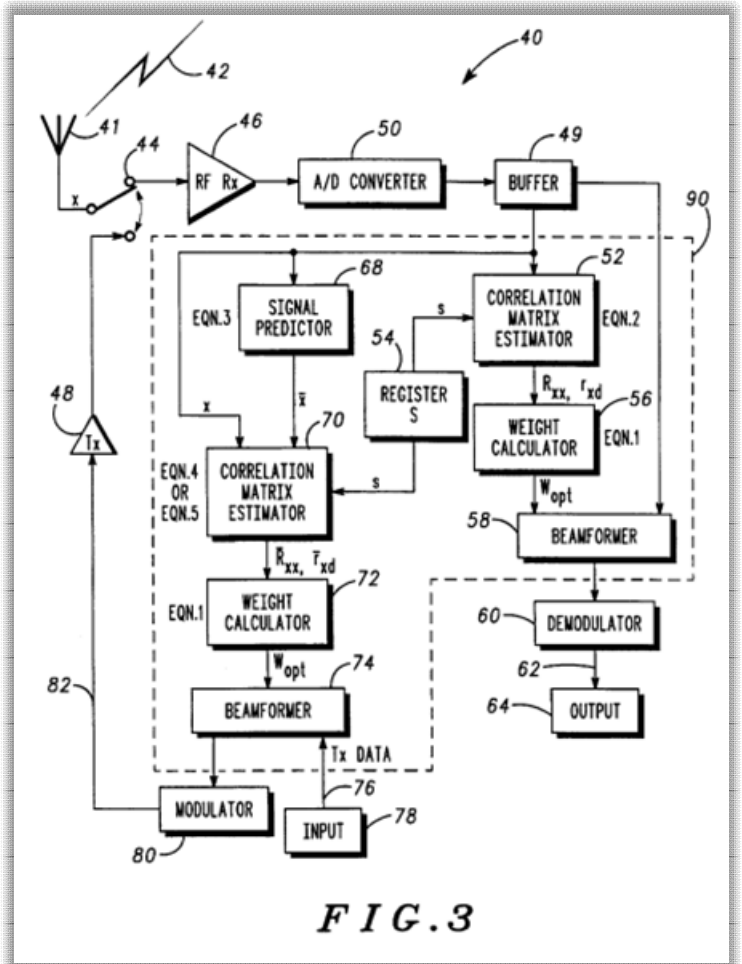 40
42
41
44
46
50
49
x
RF Rx
A/D CONVERTER
BUFFER
90
68
52
EQN.3
SIGNAL
PREDICTOR
s
CORRELATION
MATRIX
ESTIMATOR
EQN.2
54
REGISTER
S
48
Tx
x
x̄
Rxx, rxd
56
70
WEIGHT
CALCULATOR
EQN.1
EQN.4
OR
EQN.5
CORRELATION
MATRIX
ESTIMATOR
s
Wopt
58
BEAMFORMER
R̄xx, r̄xd
72
EQN.1
WEIGHT
CALCULATOR
60
DEMODULATOR
Wopt
74
62
82
BEAMFORMER
64
OUTPUT
Tx DATA
76
MODULATOR
80
INPUT
78
FIG.3